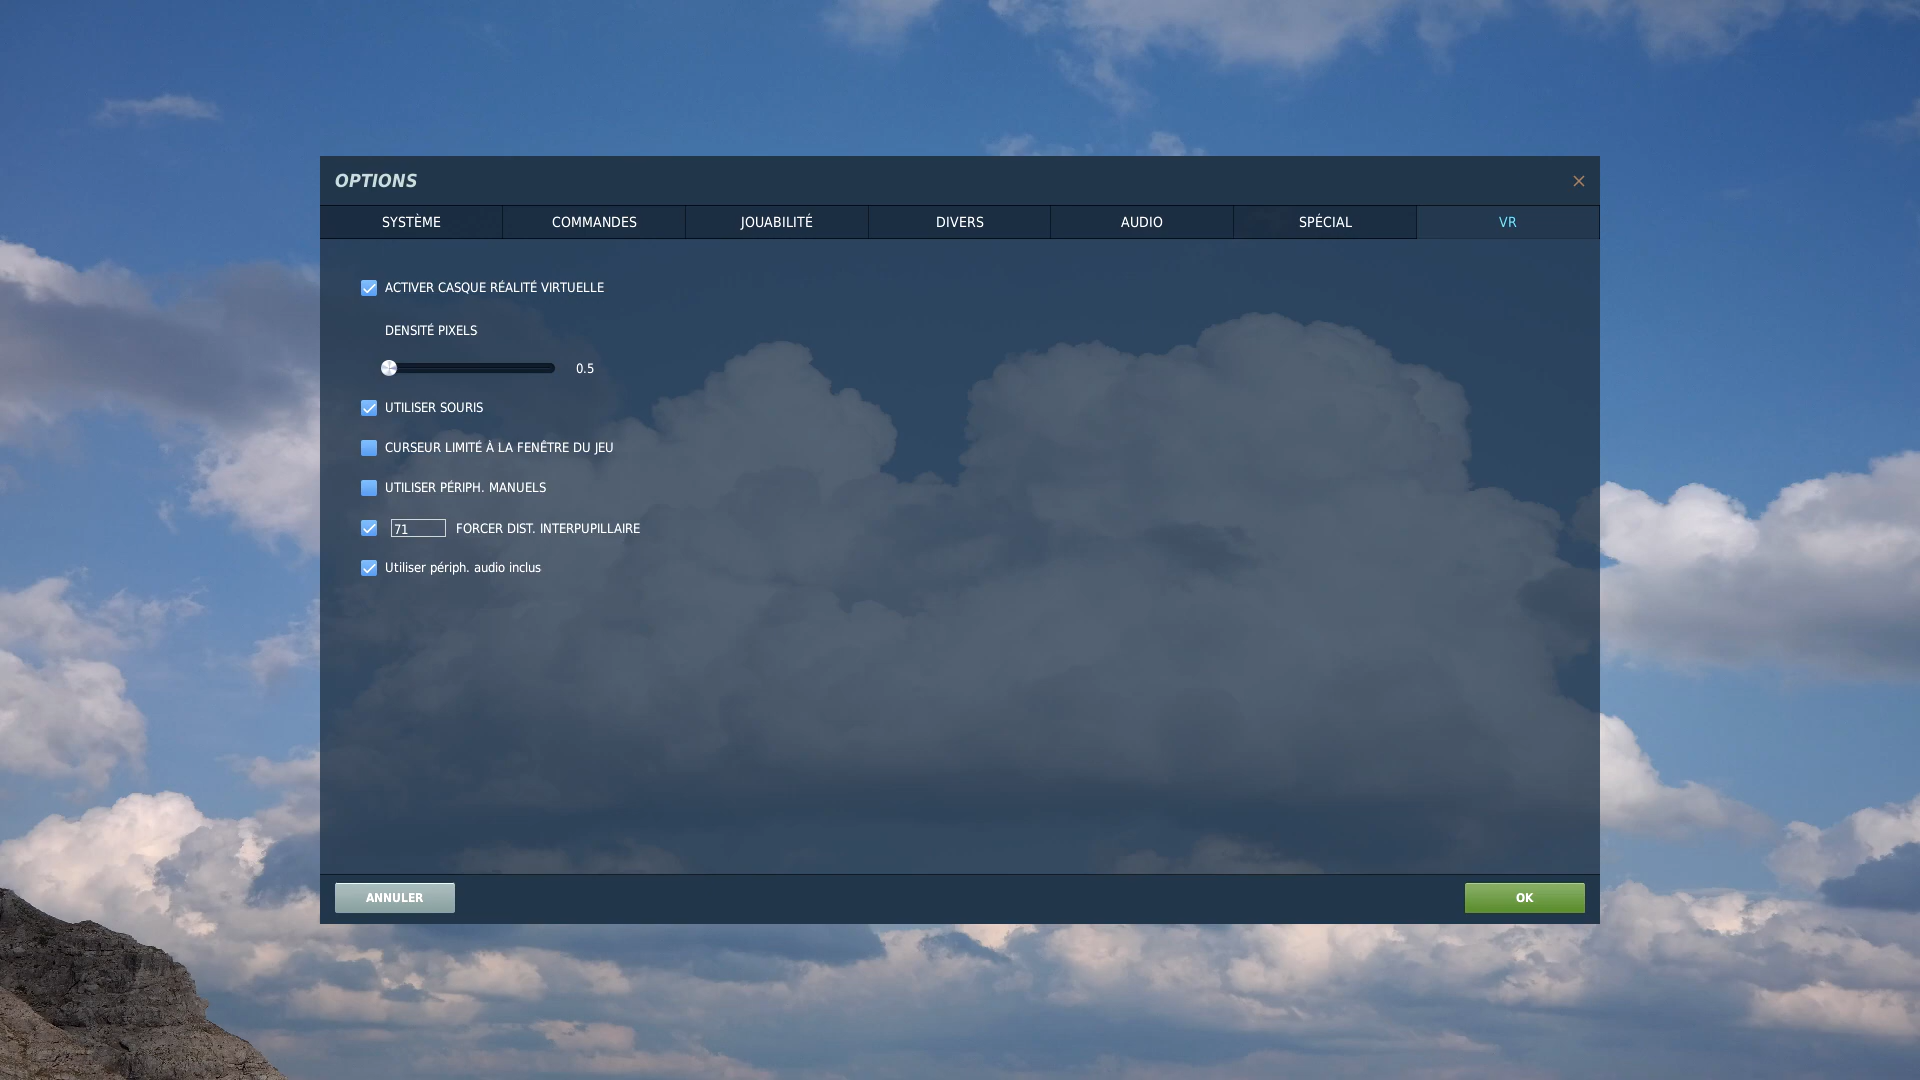 OPTIONS
SYSTÈME COMMANDES JOUABILITÉ DIVERS AUDIO SPÉCIAL VR
ACTIVER CASQUE RÉALITÉ VIRTUELLE
DENSITÉ PIXELS
0.5
UTILISER SOURIS
CURSEUR LIMITÉ À LA FENÊTRE DU JEU
UTILISER PÉRIPH. MANUELS
71 FORCER DIST. INTERPUPILLAIRE
Utiliser périph. audio inclus
ANNULER OK